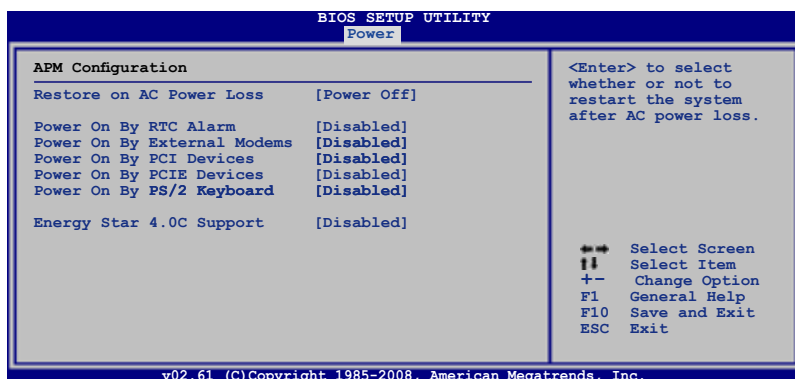 BIOS SETUP UTILITY
Power
APM Configuration
Restore on AC Power Loss [Power Off]
Power On By RTC Alarm [Disabled]
Power On By External Modems [Disabled]
Power On By PCI Devices [Disabled]
Power On By PCIE Devices [Disabled]
Power On By PS/2 Keyboard [Disabled]
Energy Star 4.0C Support [Disabled]
<Enter> to select
whether or not to
restart the system
after AC power loss.
Select Screen
Select Item
+- Change Option
F1 General Help
F10 Save and Exit
ESC Exit
v02.61 (C)Copyright 1985-2008, American Megatrends, Inc.